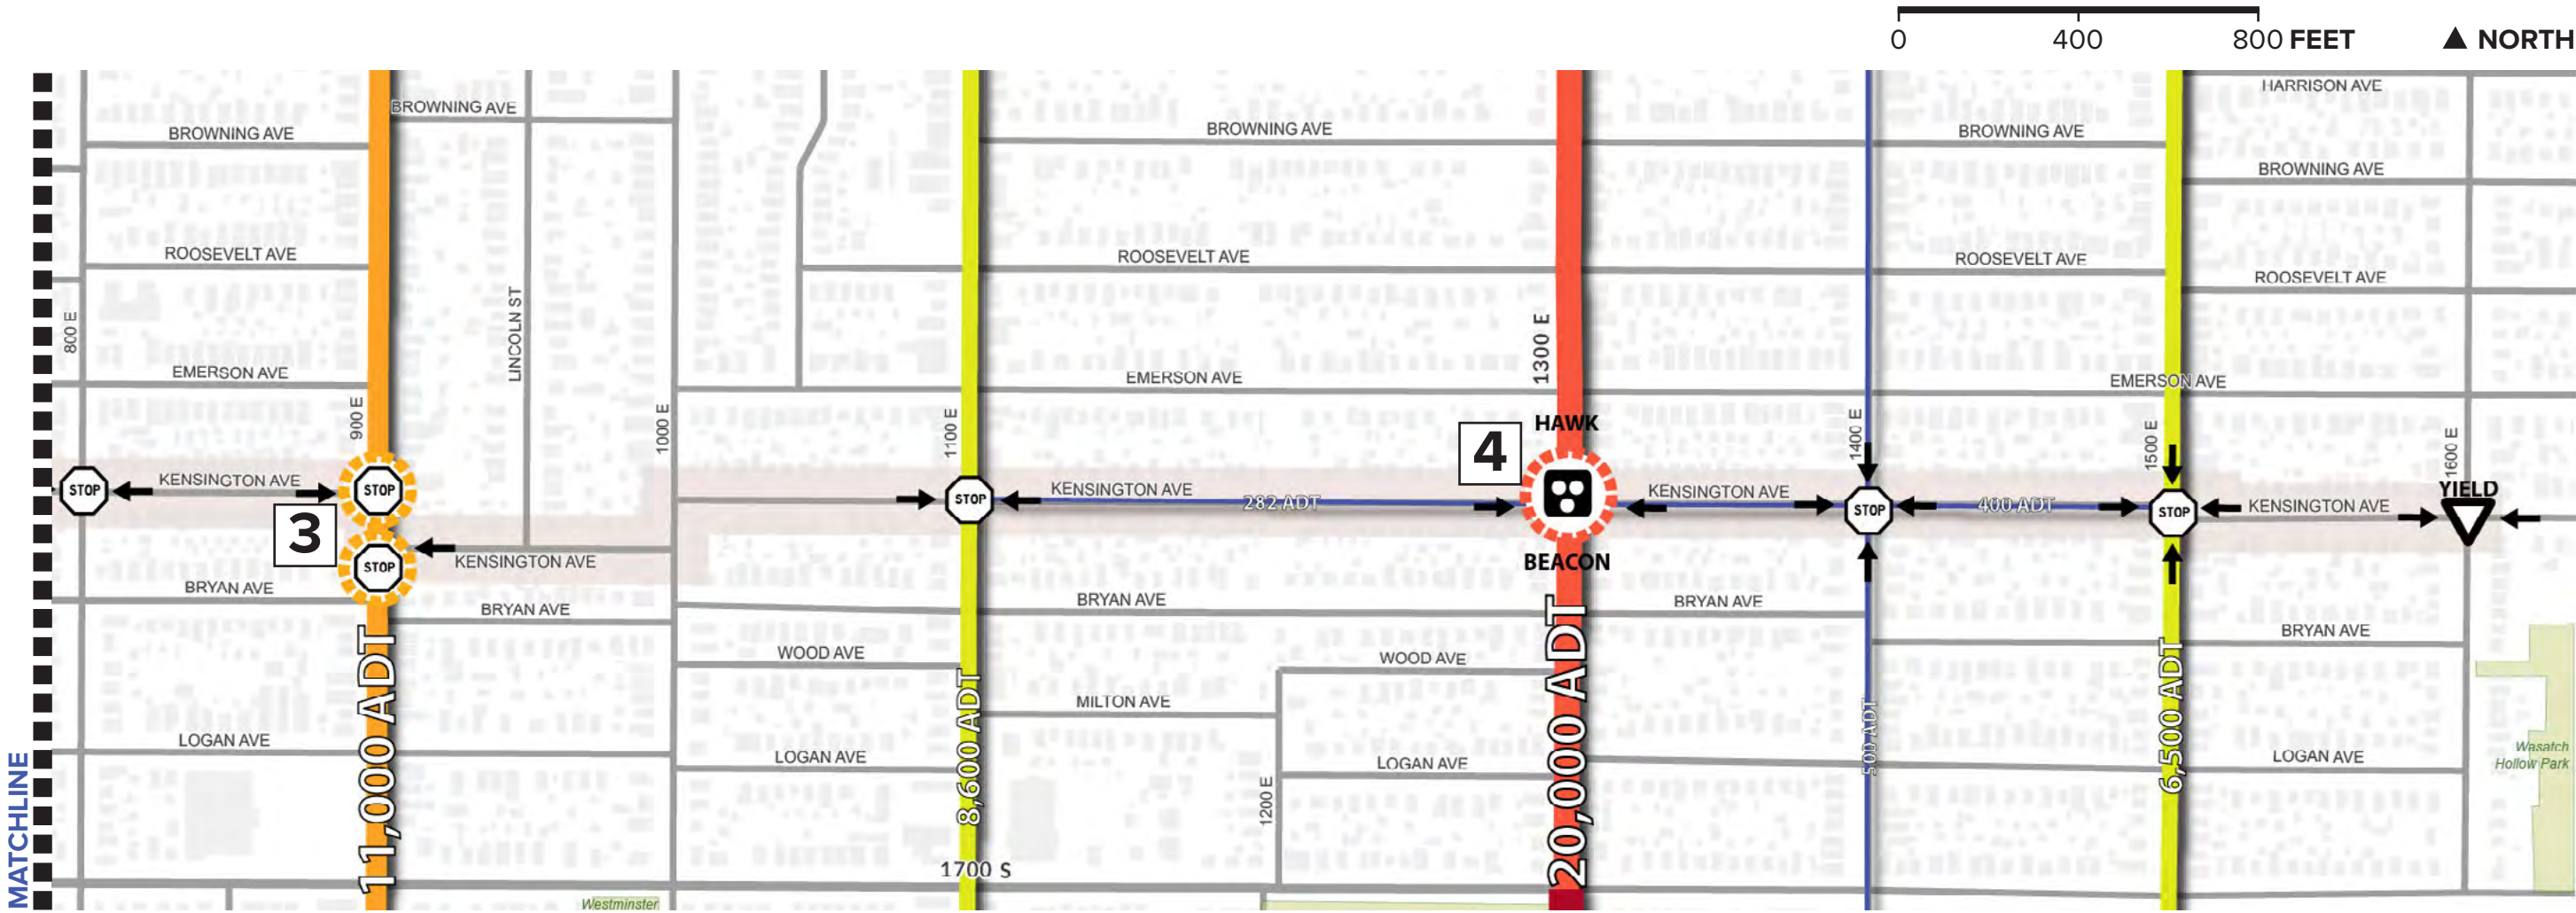 0 400 800 FEET ▲ NORTH
HARRISON AVE
BROWNING AVE
BROWNING AVE
BROWNING AVE
BROWNING AVE
BROWNING AVE
ROOSEVELT AVE
ROOSEVELT AVE
ROOSEVELT AVE
ROOSEVELT AVE
800 E
LINCOLN ST
1300 E
EMERSON AVE
EMERSON AVE
EMERSON AVE
900 E
1000 E
1100 E
1400 E
1500 E
1600 E
HAWK
4
BEACON
STOP
KENSINGTON AVE
STOP
3
STOP
KENSINGTON AVE
STOP
KENSINGTON AVE
282 ADT
KENSINGTON AVE
STOP
400 ADT
STOP
KENSINGTON AVE
YIELD
BRYAN AVE
BRYAN AVE
BRYAN AVE
BRYAN AVE
BRYAN AVE
WOOD AVE
WOOD AVE
MILTON AVE
LOGAN AVE
LOGAN AVE
LOGAN AVE
LOGAN AVE
11,000 ADT
8,600 ADT
20,000 ADT
500 ADT
6,500 ADT
1200 E
1700 S
Westminster
Wasatch
Hollow Park
MATCHLINE